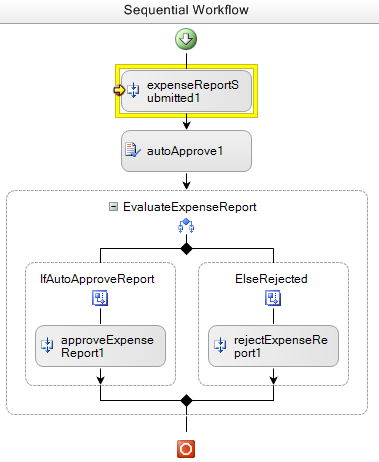 Sequential Workflow
expenseReportS
ubmitted1
autoApprove1
EvaluateExpenseReport
IfAutoApproveReport
approveExpense
Report1
ElseRejected
rejectExpenseRe
port1